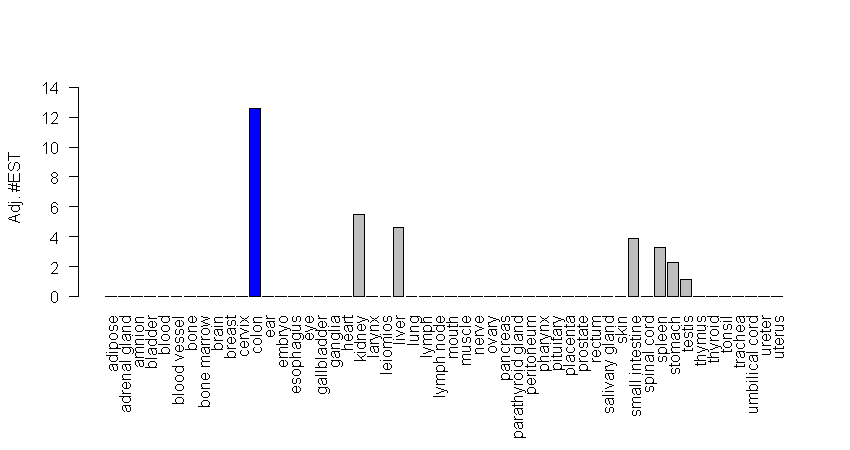 14
12
10
8
6
4
2
0
Adj. #EST
adipose
adrenal gland
amnion
bladder
blood
blood vessel
bone
bone marrow
brain
breast
cervix
colon
ear
embryo
esophagus
eye
gallbladder
ganglia
heart
kidney
larynx
leiomios
liver
lung
lymph
lymph node
mouth
muscle
nerve
ovary
pancreas
parathyroid gland
peritoneum
pharynx
pituitary
placenta
prostate
rectum
salivary gland
skin
small intestine
spinal cord
spleen
stomach
testis
thymus
thyroid
tonsil
trachea
umbilical cord
ureter
uterus